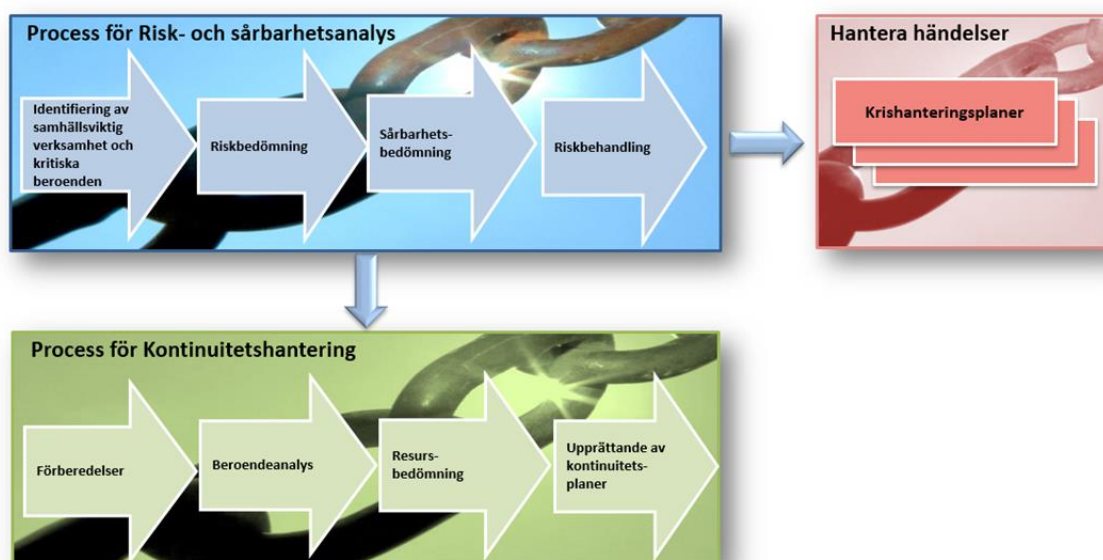 Process för Risk- och sårbarhetsanalys
Identifiering av
samhällsviktig
verksamhet och
kritiska
beroenden
Riskbedömning
Sårbarhets-
bedömning
Riskbehandling
Hantera händelser
Krishanteringsplaner
Process för Kontinuitetshantering
Förberedelser
Beroendeanalys
Resurs-
bedömning
Upprättande av
kontinuitets-
planer